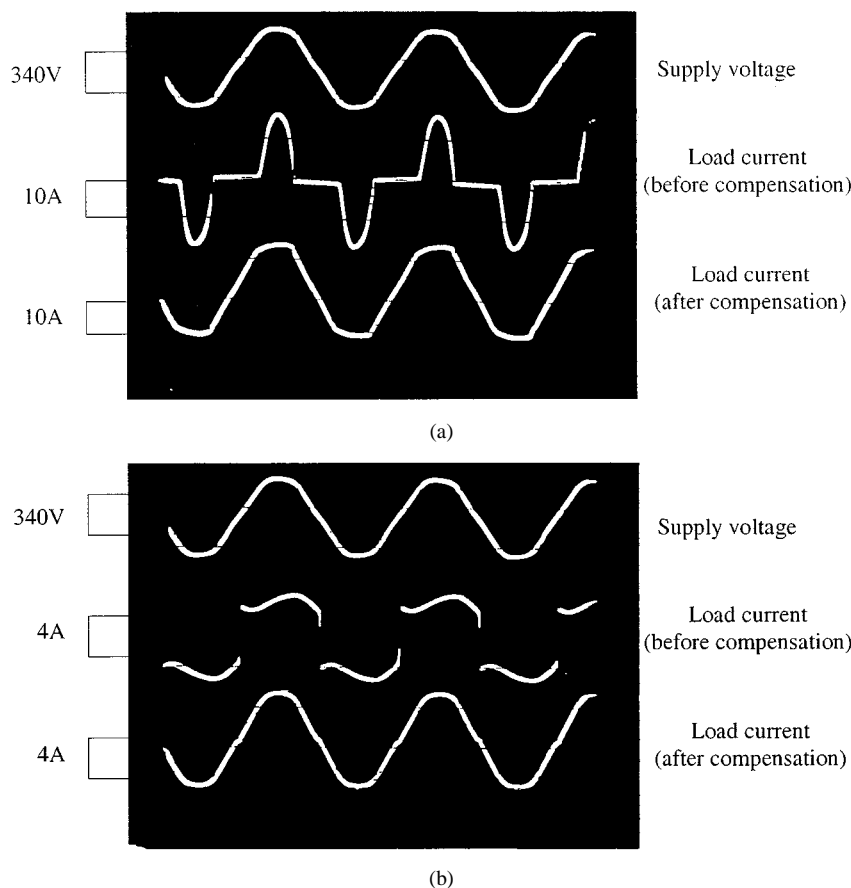 340V
Supply voltage
10A
Load current
(before compensation)
10A
Load current
(after compensation)
(a)
340V
Supply voltage
4A
Load current
(before compensation)
4A
Load current
(after compensation)
(b)